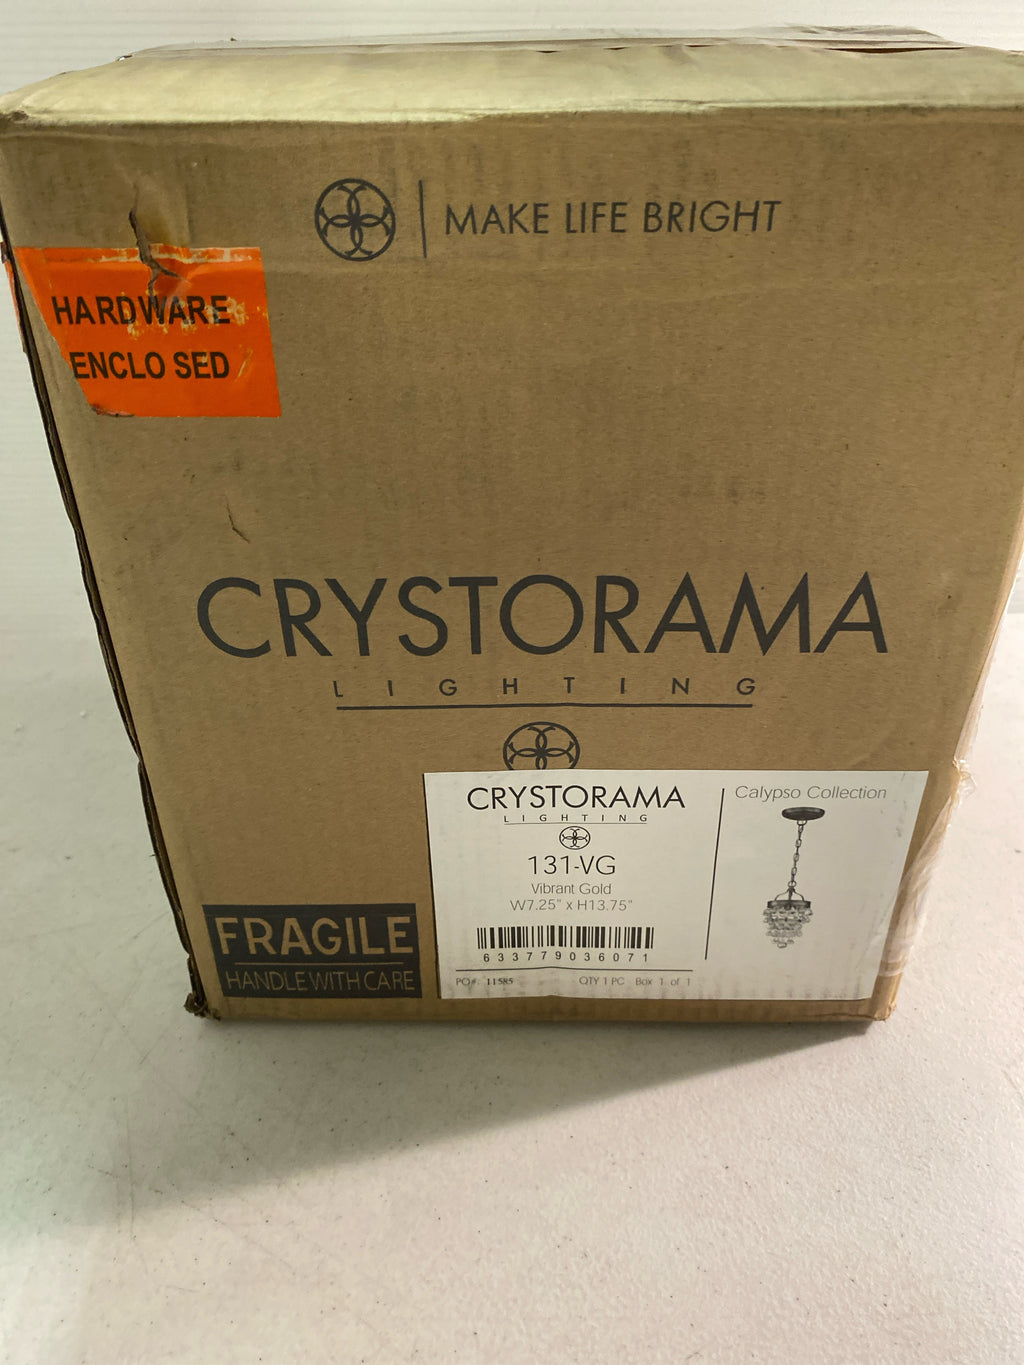 MAKE LIFE BRIGHT
HARDWARE
ENCLO SED
CRYSTORAMA
LIGHTING
CRYSTORAMA
LIGHTING
131-VG
Vibrant Gold
W7.25" x H13.75"
633779036071
PO#: 11585 QTY 1 PC Box 1 of 1
Calypso Collection
FRAGILE
HANDLE WITH CARE